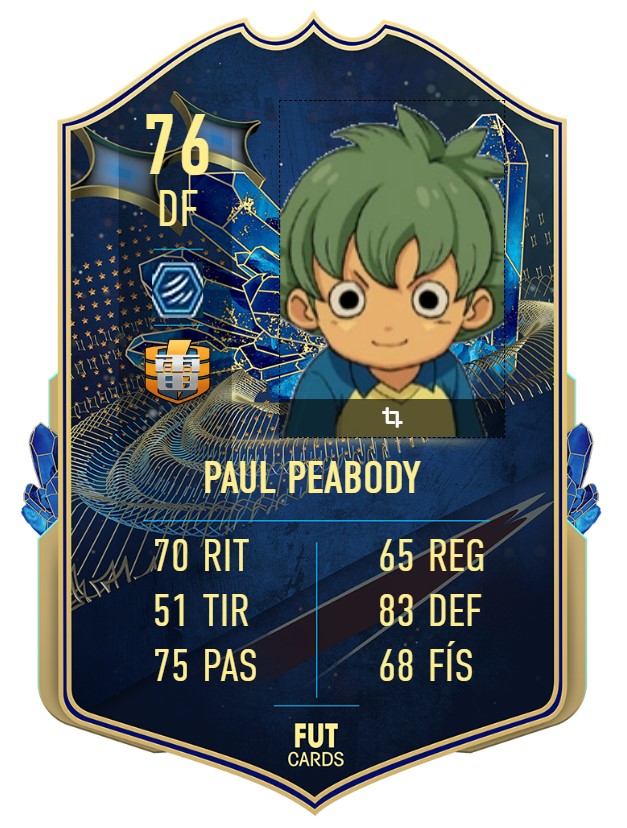 76
DF
PAUL PEABODY
70 RIT
65 REG
51 TIR
83 DEF
75 PAS
68 FÍS
FUT
CARDS